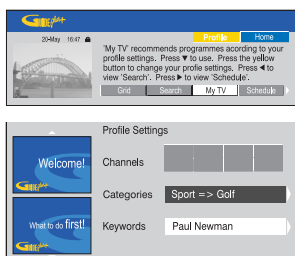 GUIDE plus+
Profile Home
20-May 16:47
'My TV' recommends programmes acording to your
profile settings. Press ▼ to use. Press the yellow
button to change your profie settings. Press ◄ to
view 'Search'. Press ► to view 'Schedule'.
Grid Search My TV Schedule
Profile Settings
Welcome!
Channels
GUIDE plus+
Categories Sport => Golf
What to do first!
Keywords Paul Newman
GUIDE plus+